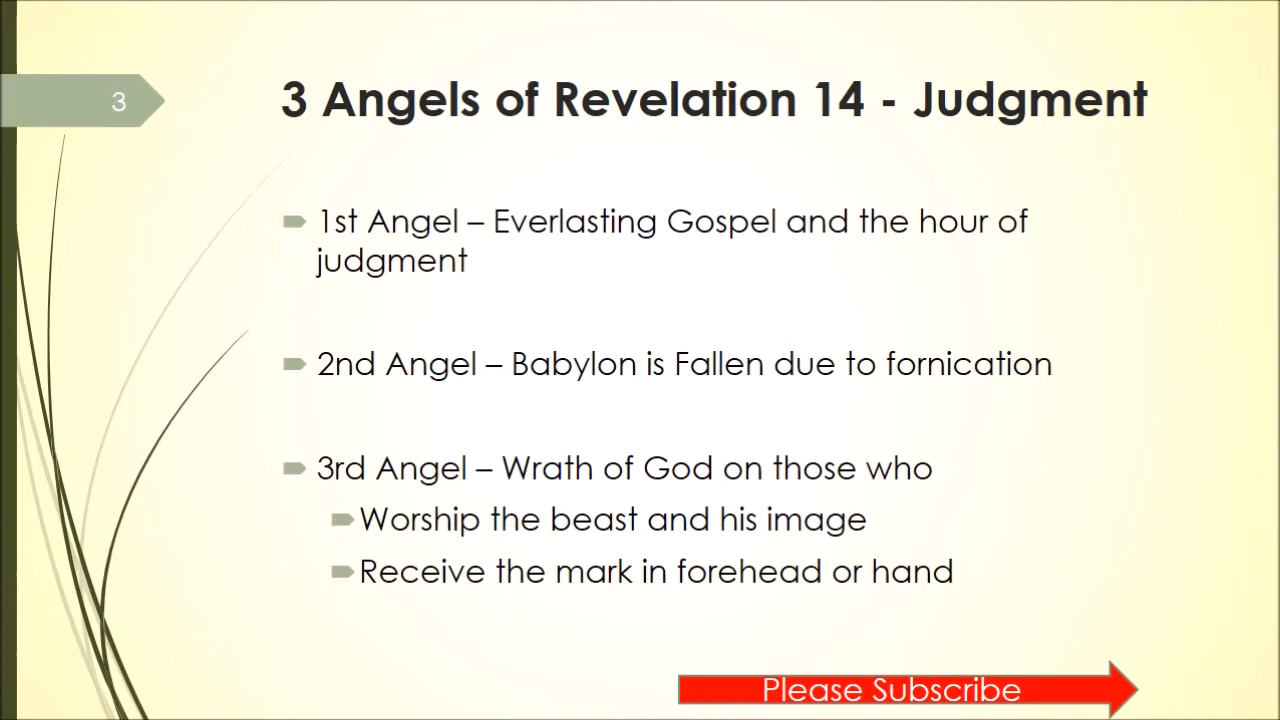 3
3 Angels of Revelation 14 - Judgment
1st Angel – Everlasting Gospel and the hour of
judgment
2nd Angel – Babylon is Fallen due to fornication
3rd Angel – Wrath of God on those who
Worship the beast and his image
Receive the mark in forehead or hand
Please Subscribe